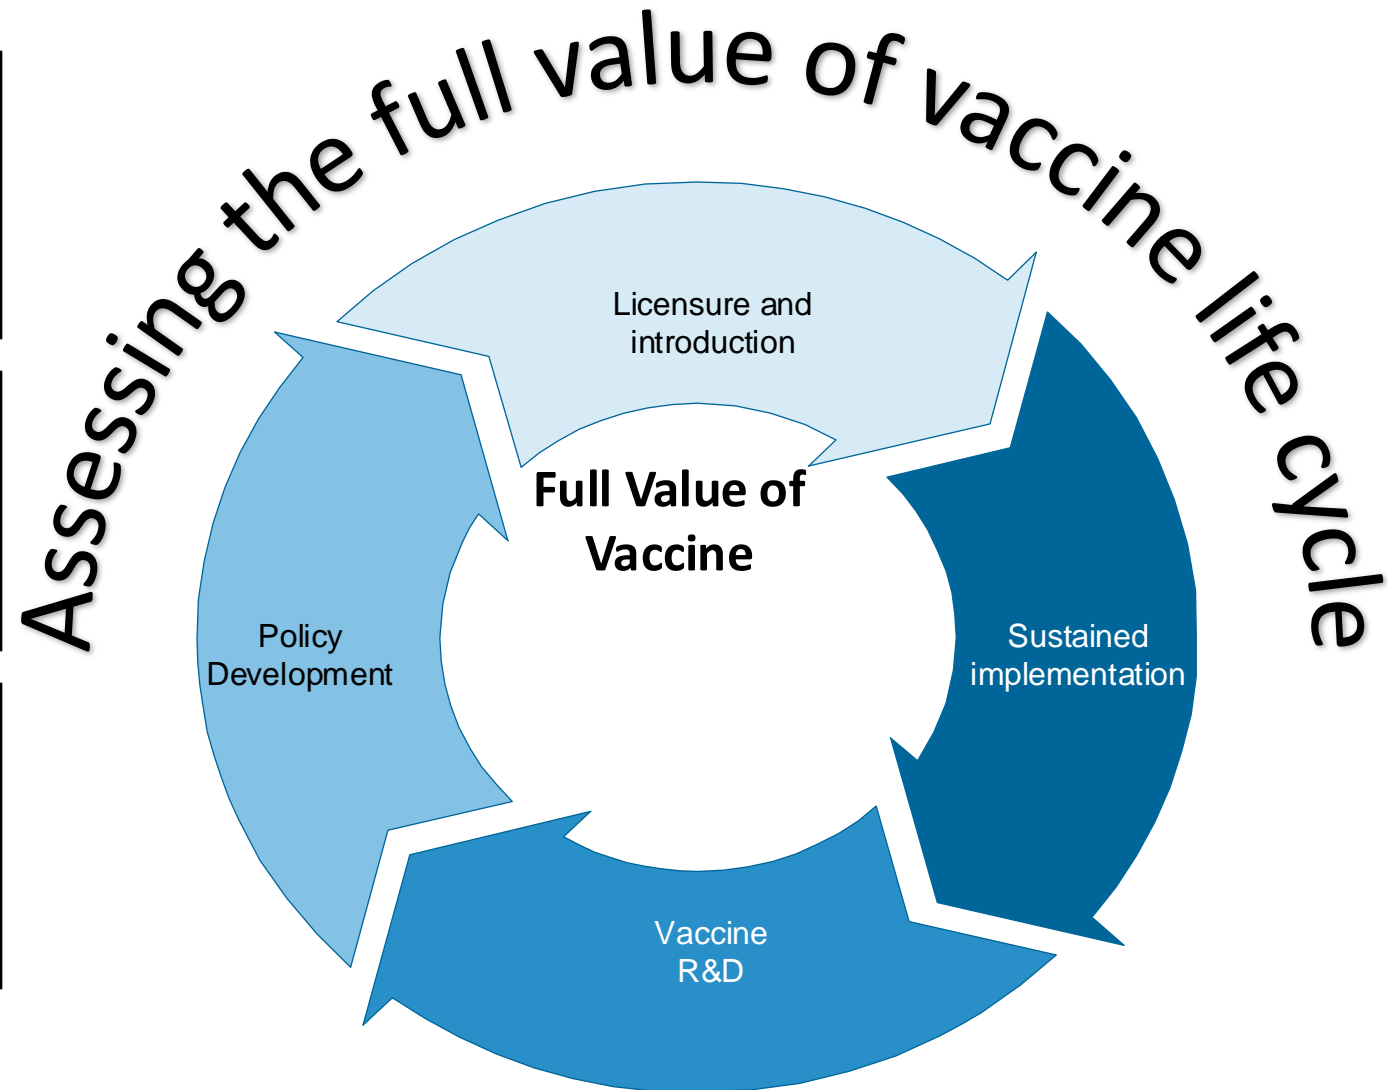 Assessing the full value of vaccine life cycle
Licensure and
introduction
Full Value of
Vaccine
Policy
Development
Sustained
implementation
Vaccine
R&D